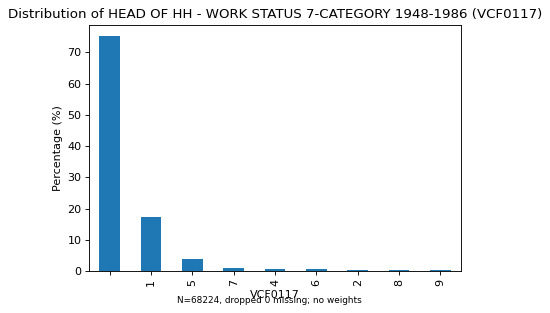 Distribution of HEAD OF HH - WORK STATUS 7-CATEGORY 1948-1986 (VCF0117)
Percentage (%)
70
60
50
40
30
20
10
0
1 5 7 4 6 2 8 9
VCF0117
N=68224, dropped 0 missing; no weights